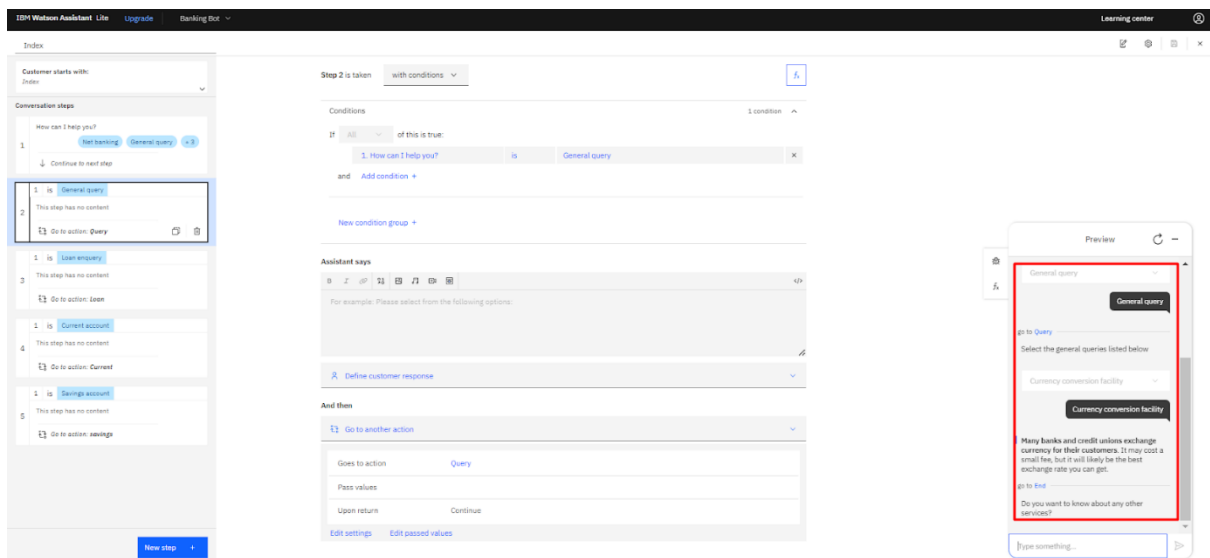 IBM Watson Assistant Lite Upgrade Banking Bot
Learning center
Index
Customer starts with:
Index
Conversation steps
1
How can I help you?
Net banking General query + 3
Continue to next step
2
1 is General query
This step has no content
Go to action: Query
3
1 is Loan enquery
This step has no content
Go to action: Loan
4
1 is Current account
This step has no content
Go to action: Current
5
1 is Savings account
This step has no content
Go to action: savings
New step +
Step 2 is taken with conditions
fx
Conditions 1 condition
If All of this is true:
1. How can I help you? is General query ×
and Add condition +
New condition group +
Assistant says
B I </>
For example: Please select from the following options:
Define customer response
And then
Go to another action
Goes to action Query
Pass values
Upon return Continue
Edit settings Edit passed values
fx
Preview
General query
General query
go to Query
Select the general queries listed below
Currency conversion facility
Currency conversion facility
Many banks and credit unions exchange
currency for their customers. It may cost a
small fee, but it will likely be the best
exchange rate you can get.
go to End
Do you want to know about any other
services?
Type something...